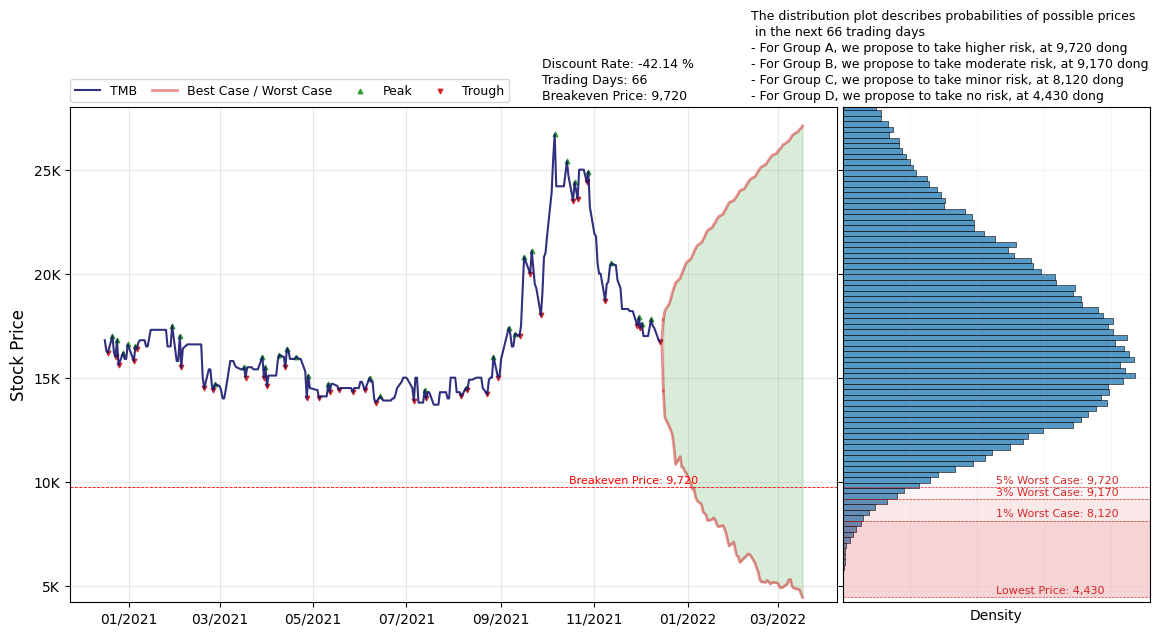 The distribution plot describes probabilities of possible prices
in the next 66 trading days
- For Group A, we propose to take higher risk, at 9,720 dong
- For Group B, we propose to take moderate risk, at 9,170 dong
- For Group C, we propose to take minor risk, at 8,120 dong
- For Group D, we propose to take no risk, at 4,430 dong
Discount Rate: -42.14 %
Trading Days: 66
Breakeven Price: 9,720
TMB
Best Case / Worst Case
Peak
Trough
Stock Price
25K
20K
15K
10K
5K
Breakeven Price: 9,720
5% Worst Case: 9,720
3% Worst Case: 9,170
1% Worst Case: 8,120
Lowest Price: 4,430
01/2021
03/2021
05/2021
07/2021
09/2021
11/2021
01/2022
03/2022
Density